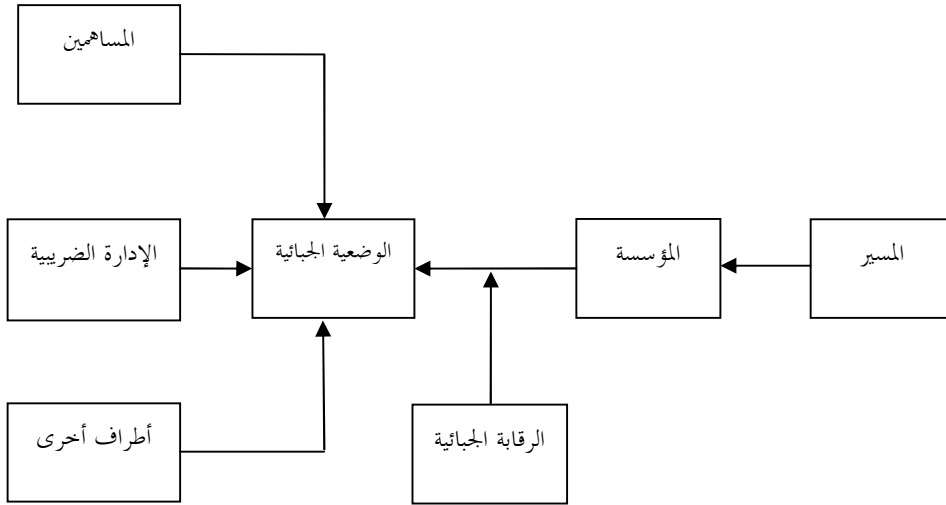 المساهمين
المسير
المؤسسة
الوضعية الجبائية
الإدارة الضريبية
الرقابة الجبائية
أطراف أخرى